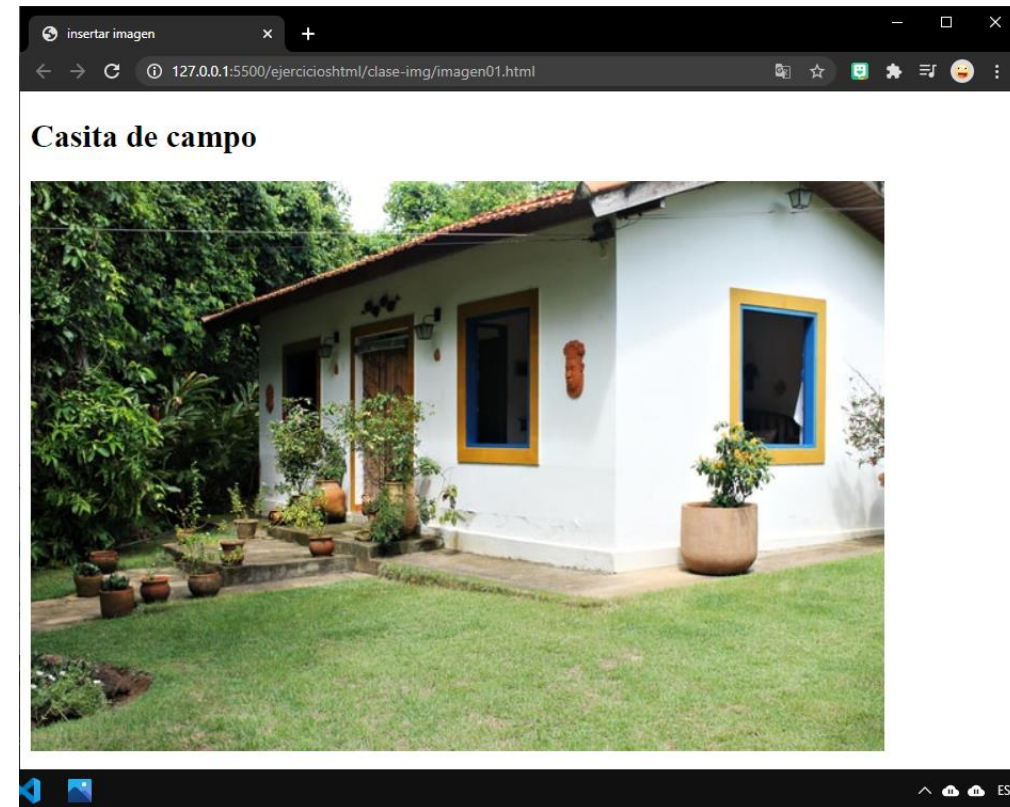 insertar imagen
127.0.0.1:5500/ejercicioshtml/clase-img/imagen01.html
Casita de campo
ES